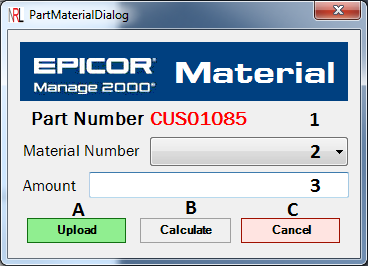 NRL PartMaterialDialog X
EPICOR® Material
Manage 2000®
Part Number CUS01085 1
Material Number 2
Amount 3
A B C
Upload Calculate Cancel